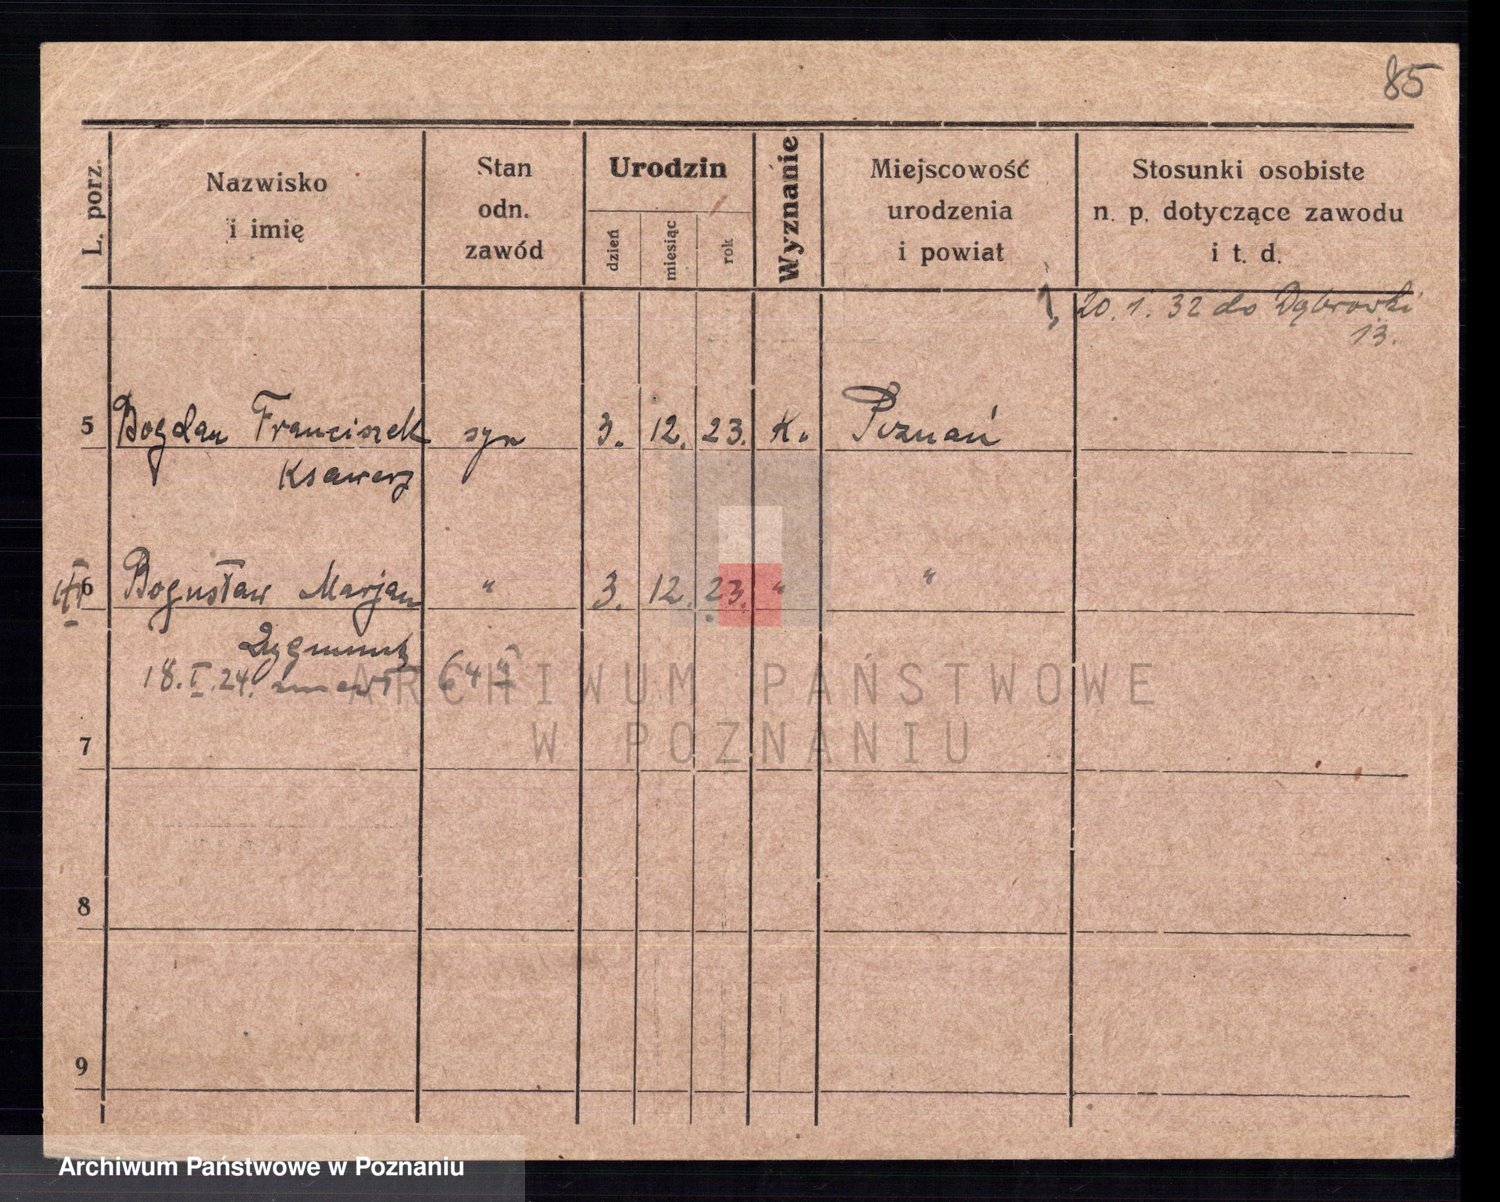 85
L. porz.
Nazwisko
i imię
Stan
odn.
zawód
Urodzin
dzień
miesiąc
rok
Wyznanie
Miejscowość
urodzenia
i powiat
Stosunki osobiste
n. p. dotyczące zawodu
i t. d.
20. 1. 32 do Dąbrowki
13.
5 Bogdan Franciszek syn 3. 12. 23. K. Poznań
Ksawery
6 Bogusław Marjan " 3. 12. 23. " "
Zygmunt
18. I. 24. zmarł
7
8
9
ARCHIWUM PAŃSTWOWE
W POZNANIU
Archiwum Państwowe w Poznaniu